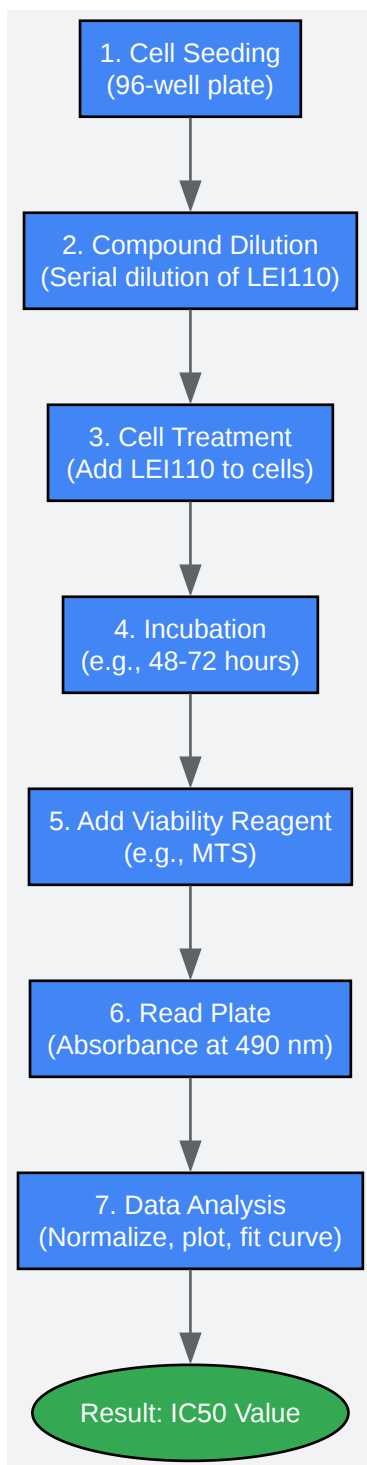 1. Cell Seeding
(96-well plate)
2. Compound Dilution
(Serial dilution of LEI110)
3. Cell Treatment
(Add LEI110 to cells)
4. Incubation
(e.g., 48-72 hours)
5. Add Viability Reagent
(e.g., MTS)
6. Read Plate
(Absorbance at 490 nm)
7. Data Analysis
(Normalize, plot, fit curve)
Result: IC50 Value